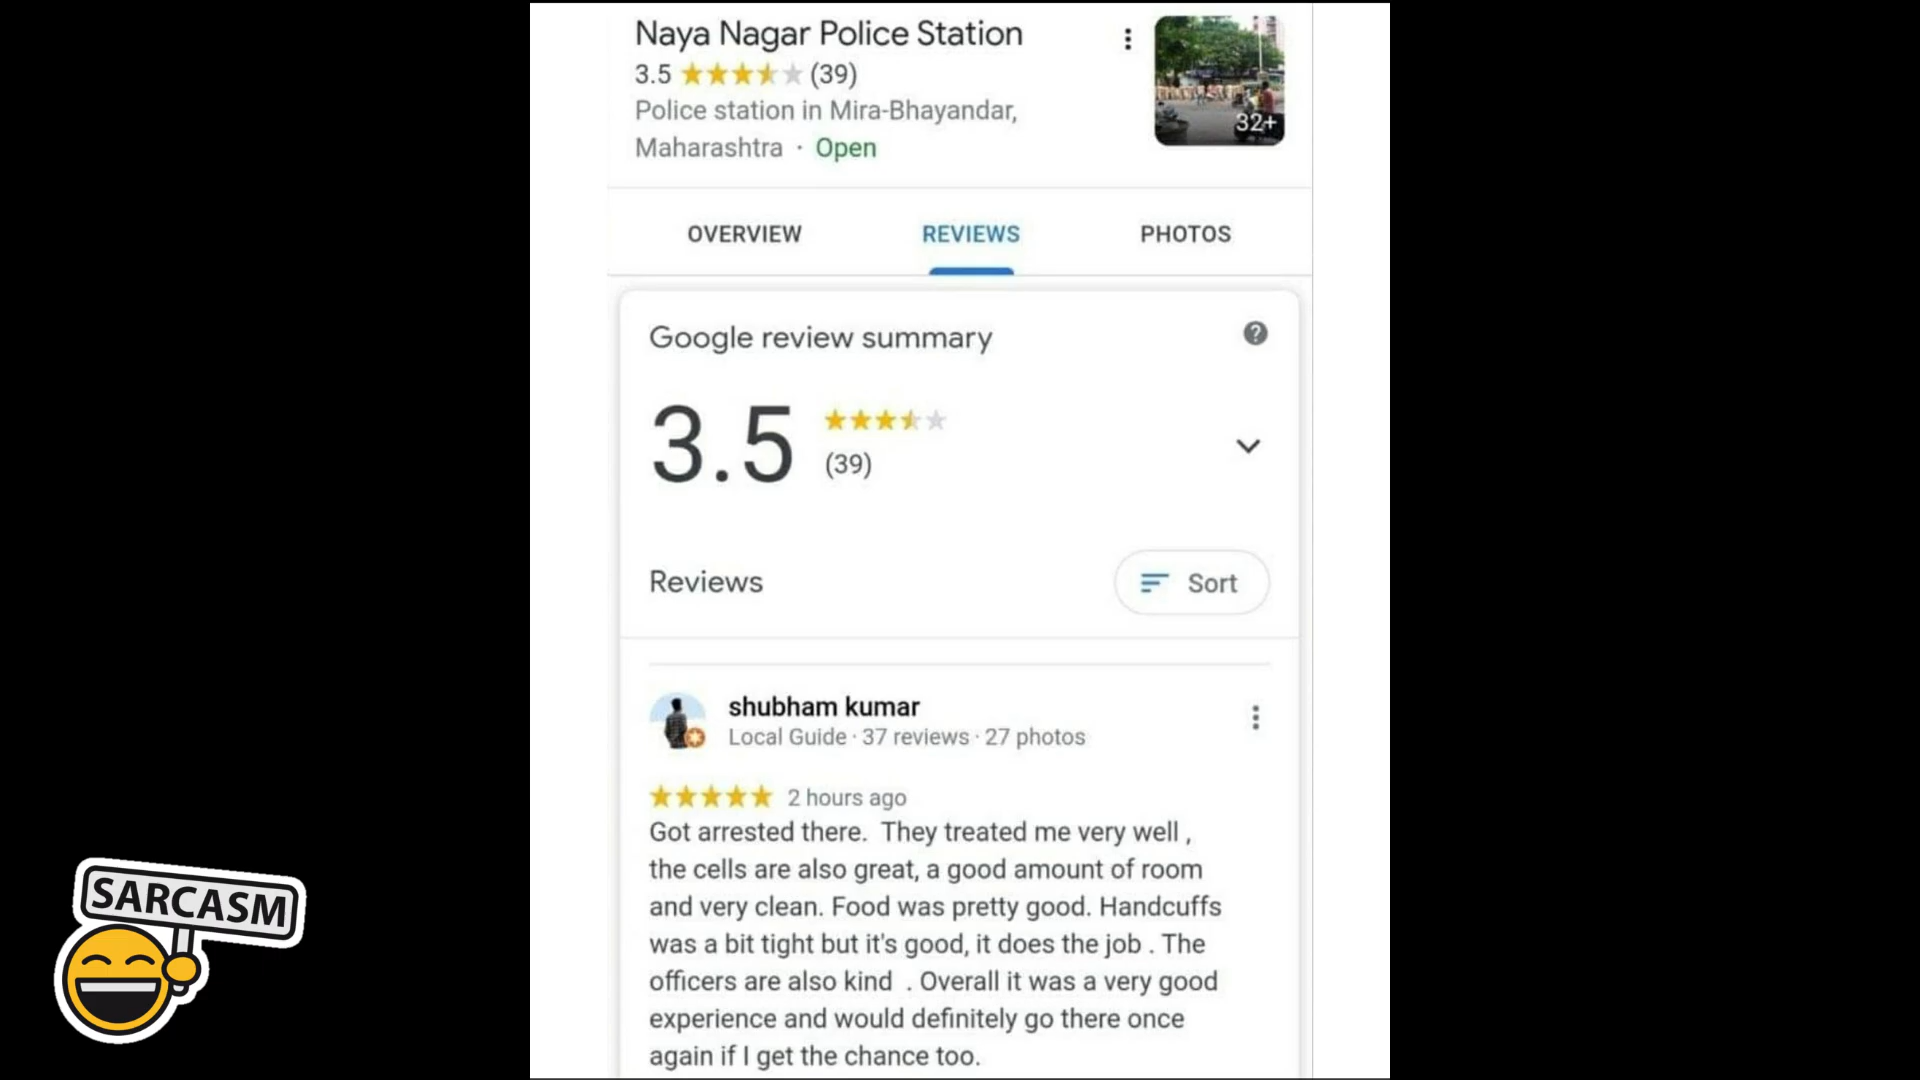 Naya Nagar Police Station
3.5 (39)
Police station in Mira-Bhayandar,
Maharashtra · Open
32+
OVERVIEW REVIEWS PHOTOS
Google review summary
3.5
(39)
Reviews
Sort
shubham kumar
Local Guide · 37 reviews · 27 photos
2 hours ago
Got arrested there.  They treated me very well ,
the cells are also great, a good amount of room
and very clean. Food was pretty good. Handcuffs
was a bit tight but it's good, it does the job . The
officers are also kind  . Overall it was a very good
experience and would definitely go there once
again if I get the chance too.
SARCASM